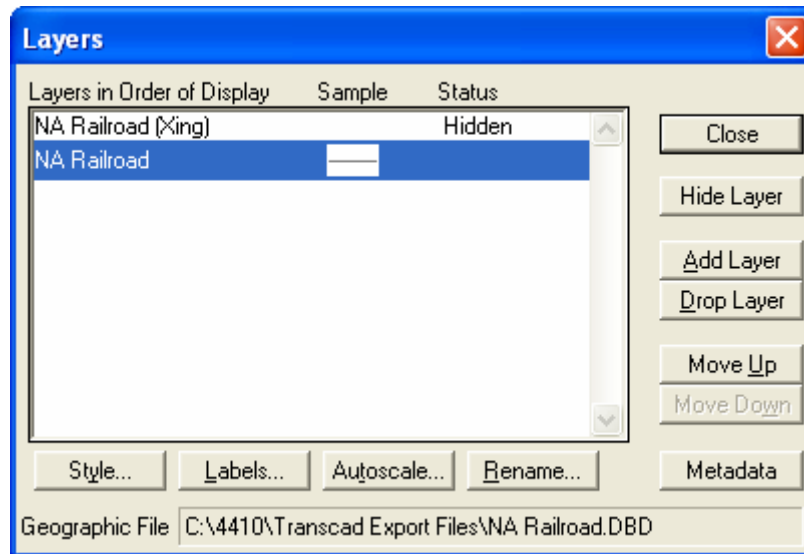 Layers
Layers in Order of Display Sample Status
NA Railroad (Xing) Hidden
NA Railroad
Close
Hide Layer
Add Layer
Drop Layer
Move Up
Move Down
Style... Labels... Autoscale... Rename... Metadata
Geographic File C:\4410\Transcad Export Files\NA Railroad.DBD